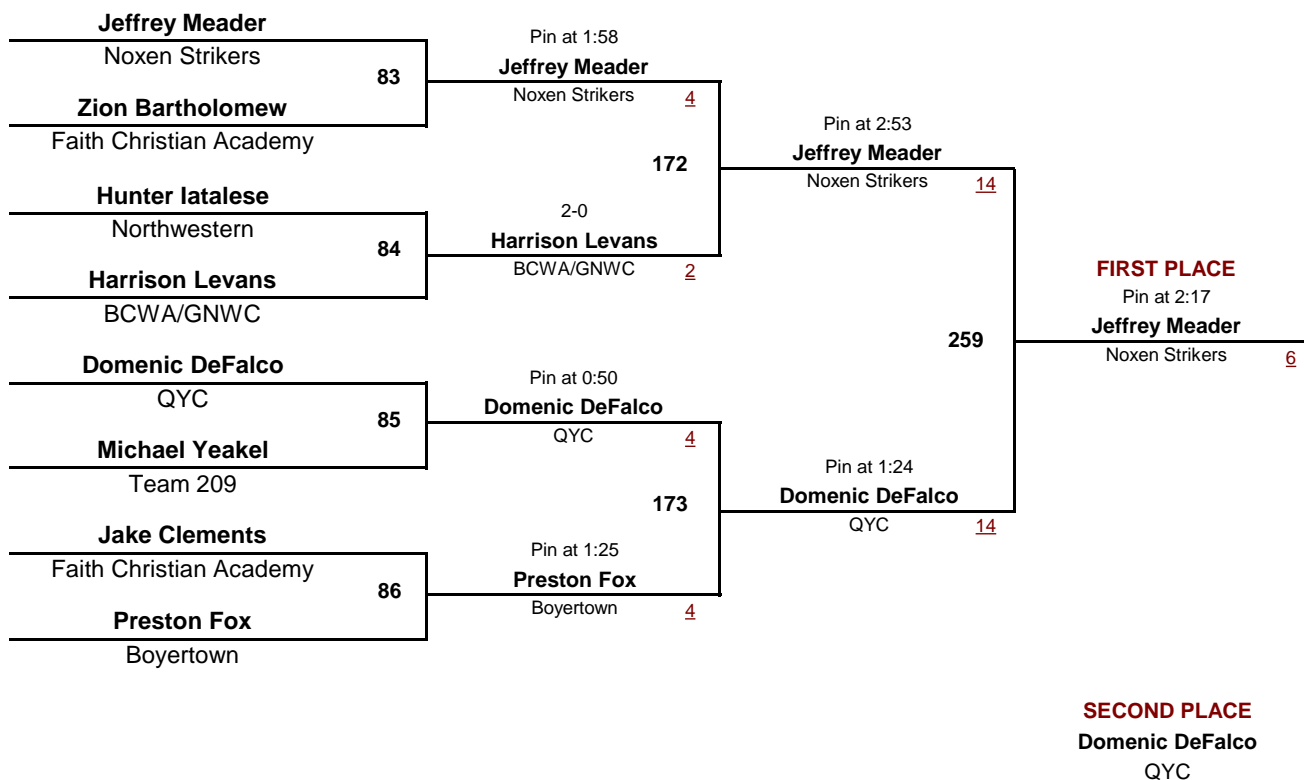 Jeffrey Meader
Noxen Strikers
83
Zion Bartholomew
Faith Christian Academy
Hunter Iatalese
Northwestern
84
Harrison Levans
BCWA/GNWC
Domenic DeFalco
QYC
85
Michael Yeakel
Team 209
Jake Clements
Faith Christian Academy
86
Preston Fox
Boyertown
Pin at 1:58
Jeffrey Meader
Noxen Strikers 4
172
2-0
Harrison Levans
BCWA/GNWC 2
Pin at 0:50
Domenic DeFalco
QYC 4
173
Pin at 1:25
Preston Fox
Boyertown 4
Pin at 2:53
Jeffrey Meader
Noxen Strikers 14
259
Pin at 1:24
Domenic DeFalco
QYC 14
FIRST PLACE
Pin at 2:17
Jeffrey Meader
Noxen Strikers 6
SECOND PLACE
Domenic DeFalco
QYC